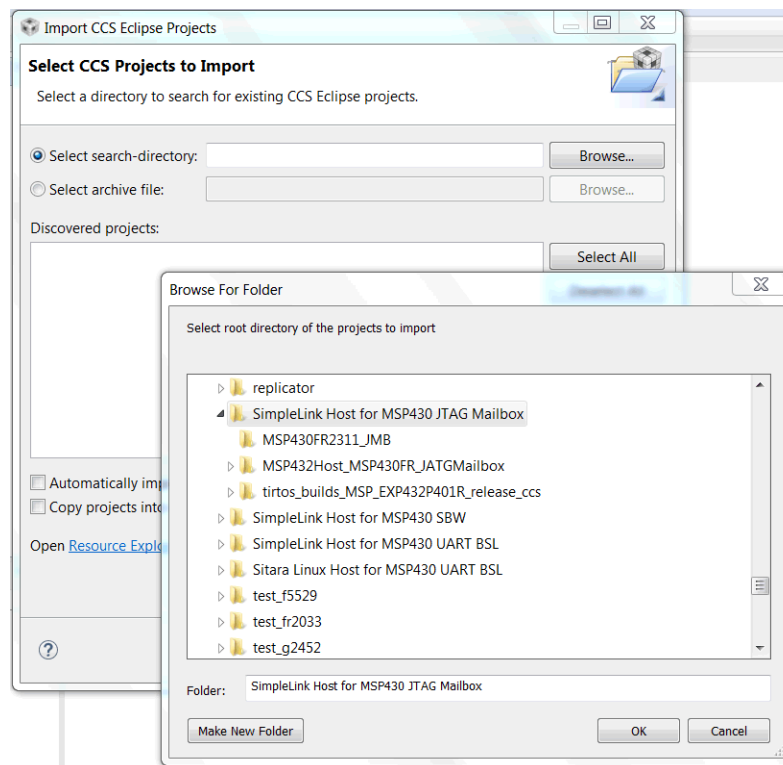 Import CCS Eclipse Projects
Select CCS Projects to Import
Select a directory to search for existing CCS Eclipse projects.
Select search-directory:
Browse...
Select archive file:
Browse...
Discovered projects:
Select All
Automatically
Copy projects
Open Resource
Browse For Folder
Select root directory of the projects to import
replicator
SimpleLink Host for MSP430 JTAG Mailbox
MSP430FR2311_JMB
MSP432Host_MSP430FR_JATGMailbox
tirtos_builds_MSP_EXP432P401R_release_ccs
SimpleLink Host for MSP430 SBW
SimpleLink Host for MSP430 UART BSL
Sitara Linux Host for MSP430 UART BSL
test_f5529
test_fr2033
test_g2452
Folder:
SimpleLink Host for MSP430 JTAG Mailbox
Make New Folder
OK
Cancel